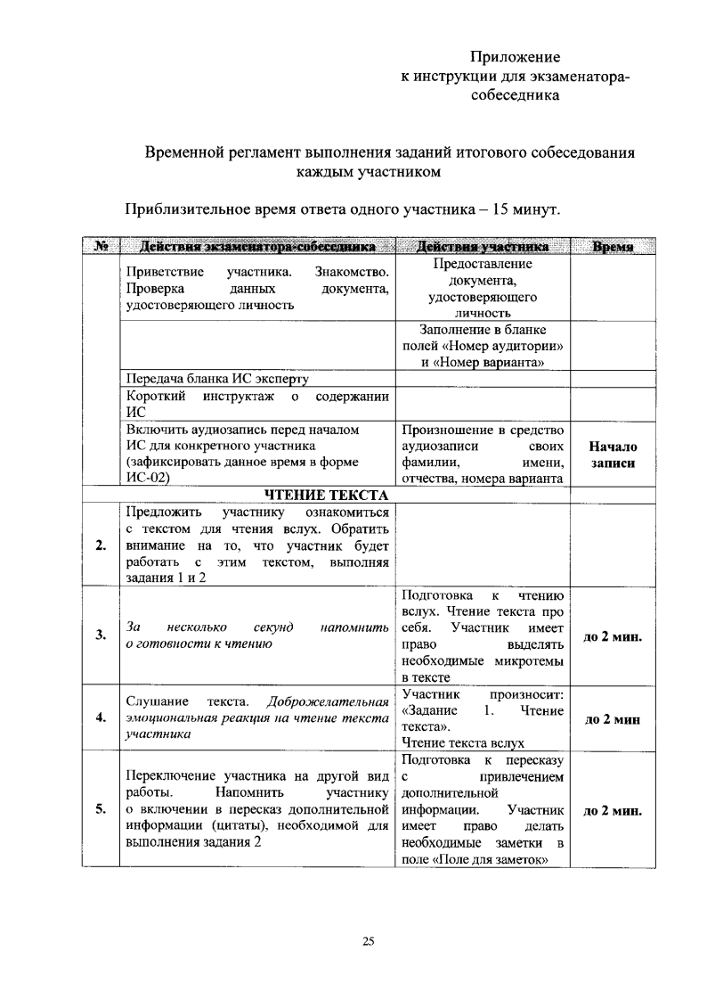 Приложение
к инструкции для экзаменатора-
собеседника
Временной регламент выполнения заданий итогового собеседования
каждым участником
Приблизительное время ответа одного участника – 15 минут.
№ Действия экзаменатора-собеседника Действия участника Время
Приветствие участника. Знакомство.
Проверка данных документа,
удостоверяющего личность
Предоставление
документа,
удостоверяющего
личность
Заполнение в бланке
полей «Номер аудитории»
и «Номер варианта»
Передача бланка ИС эксперту
Короткий инструктаж о содержании
ИС
Включить аудиозапись перед началом
ИС для конкретного участника
(зафиксировать данное время в форме
ИС-02)
Произношение в средство
аудиозаписи своих
фамилии, имени,
отчества, номера варианта
Начало
записи
ЧТЕНИЕ ТЕКСТА
2.
Предложить участнику ознакомиться
с текстом для чтения вслух. Обратить
внимание на то, что участник будет
работать с этим текстом, выполняя
задания 1 и 2
3.
За несколько секунд напомнить
о готовности к чтению
Подготовка к чтению
вслух. Чтение текста про
себя. Участник имеет
право выделять
необходимые микротемы
в тексте
до 2 мин.
4.
Слушание текста. Доброжелательная
эмоциональная реакция на чтение текста
участника
Участник произносит:
«Задание 1. Чтение
текста».
Чтение текста вслух
до 2 мин
5.
Переключение участника на другой вид
работы. Напомнить участнику
о включении в пересказ дополнительной
информации (цитаты), необходимой для
выполнения задания 2
Подготовка к пересказу
с привлечением
дополнительной
информации. Участник
имеет право делать
необходимые заметки в
поле «Поле для заметок»
до 2 мин.
25